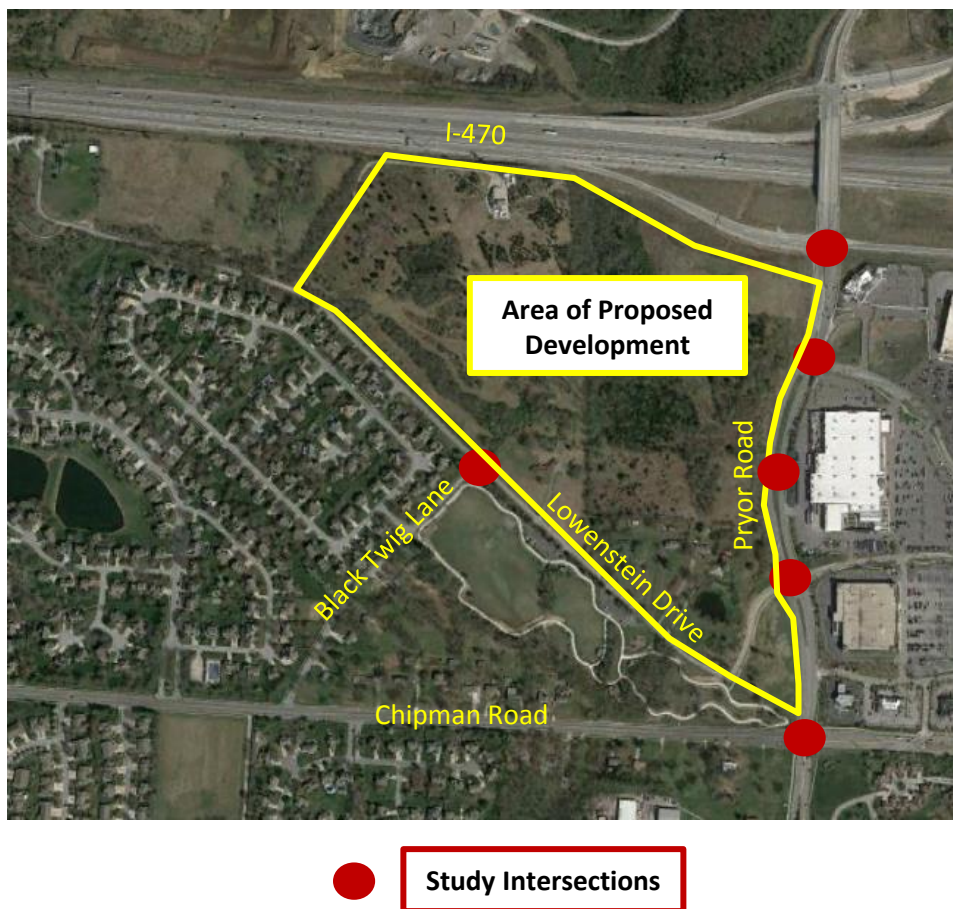 I-470
Area of Proposed
Development
Pryor Road
Black Twig Lane
Lowenstein Drive
Chipman Road
Study Intersections